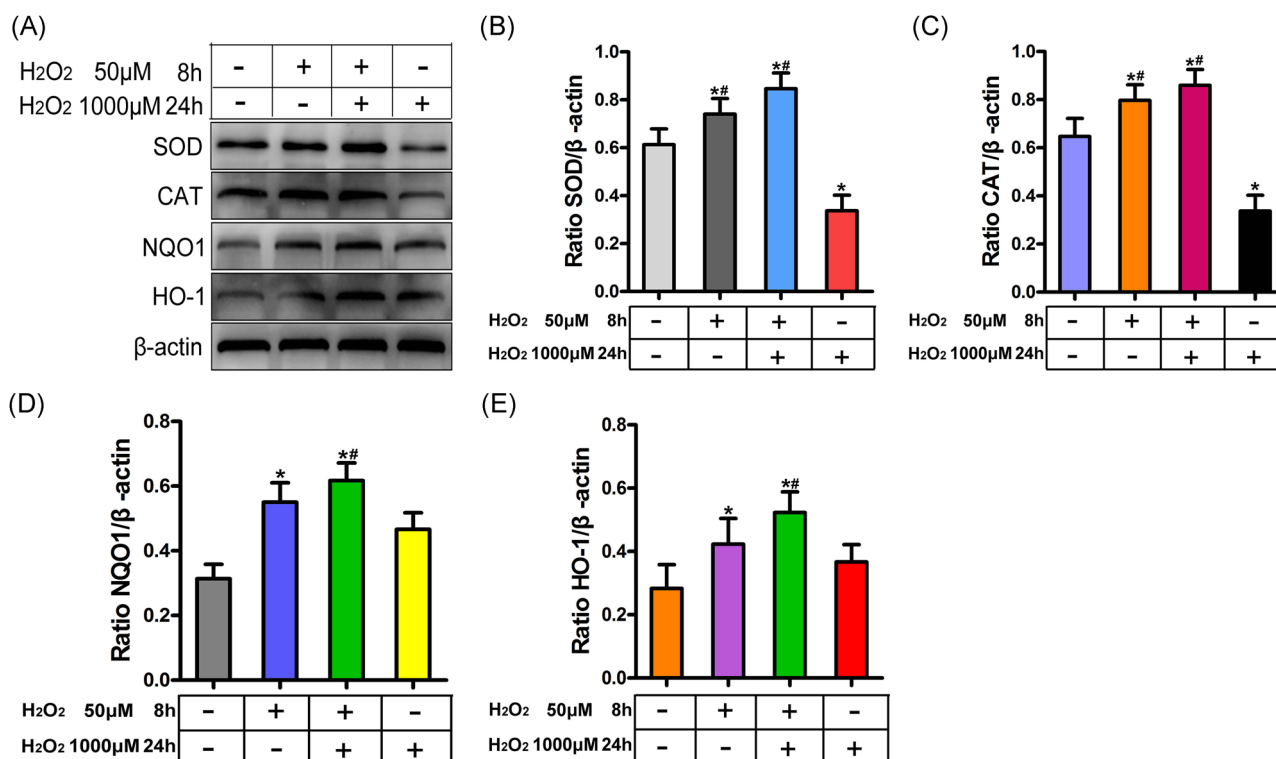 (A)
H2O2 50μM 8h - + + -
H2O2 1000μM 24h - - + +
SOD
CAT
NQO1
HO-1
β-actin
(B)
Ratio SOD/β -actin
1.0
0.8
0.6
0.4
0.2
0.0
*#
*#
*
H2O2 50μM 8h - + + -
H2O2 1000μM 24h - - + +
(C)
Ratio CAT/β -actin
1.0
0.8
0.6
0.4
0.2
0.0
*#
*#
*
H2O2 50μM 8h - + + -
H2O2 1000μM 24h - - + +
(D)
Ratio NQO1/β -actin
0.8
0.6
0.4
0.2
0.0
*
*#
H2O2 50μM 8h - + + -
H2O2 1000μM 24h - - + +
(E)
Ratio HO-1/β -actin
0.8
0.6
0.4
0.2
0.0
*
*#
H2O2 50μM 8h - + + -
H2O2 1000μM 24h - - + +